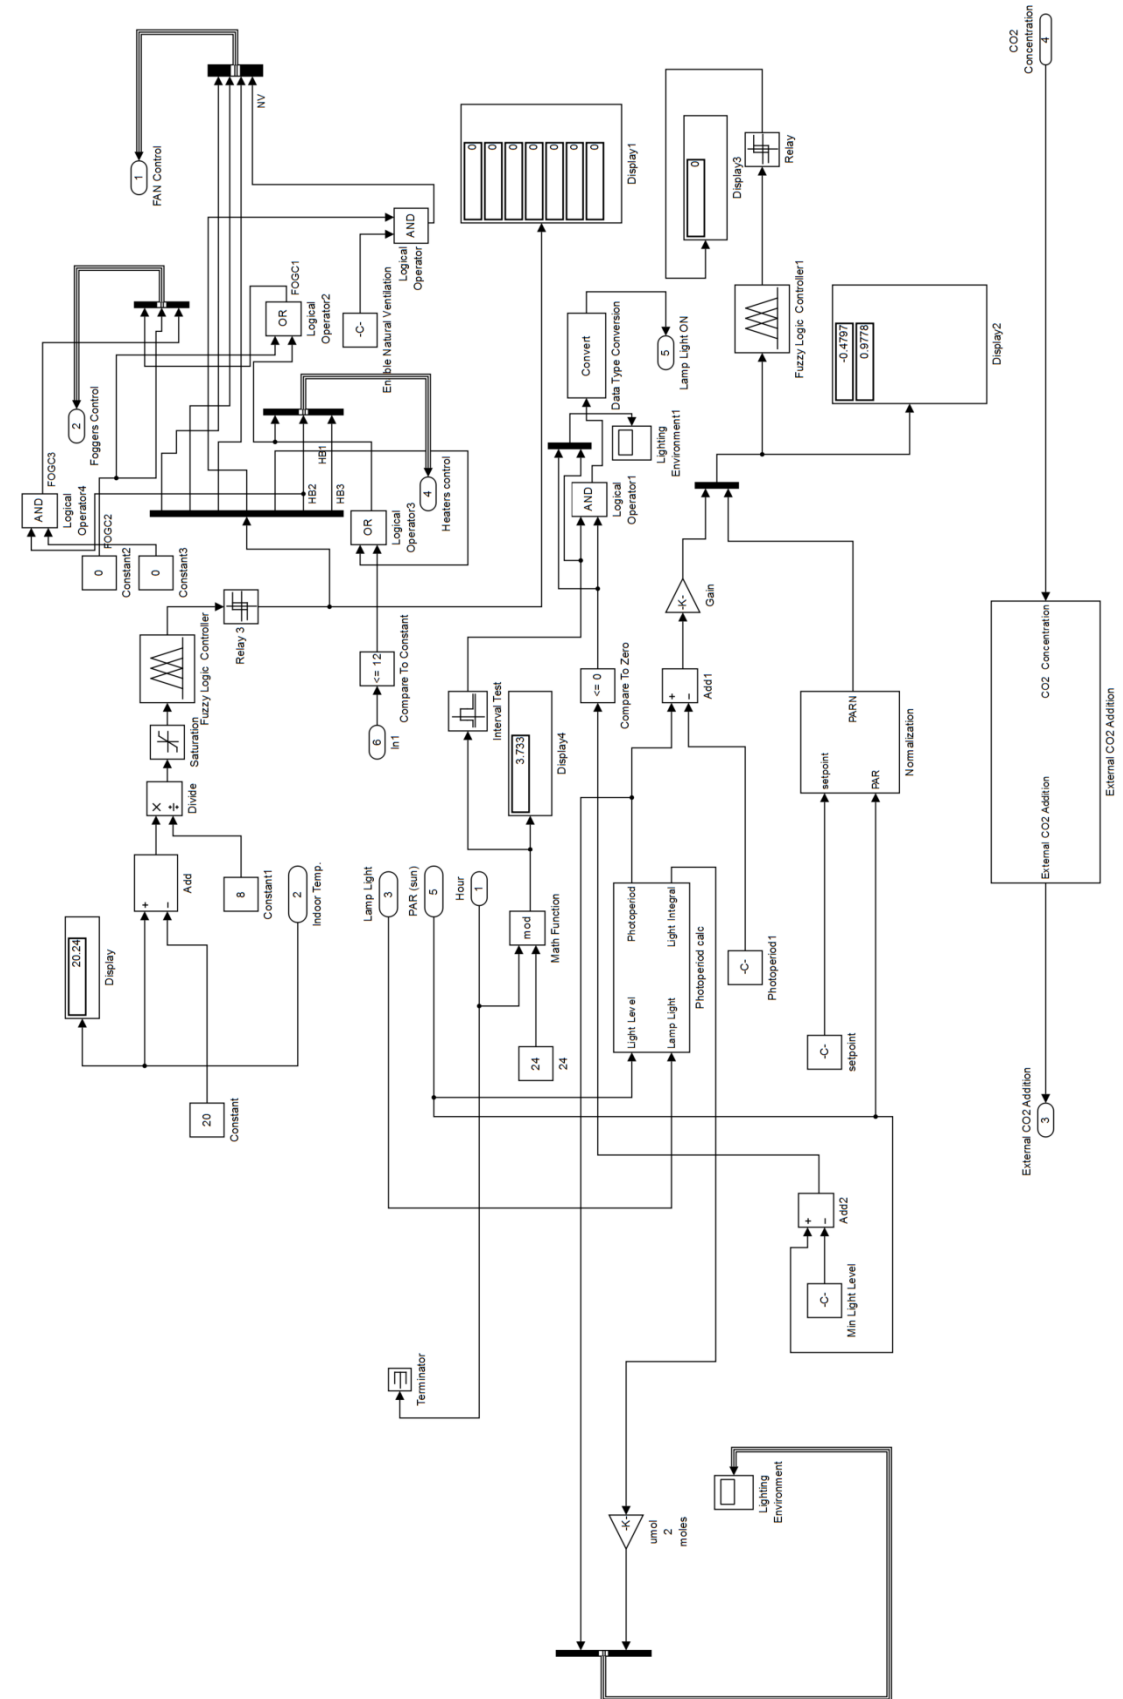 1
FAN Control
NV
2
Foggers Control
FOGC3
AND
Logical
Operator4
FOGC2
0
Constant2
0
Constant3
FOGC1
OR
Logical
Operator2
-C-
Enable Natural Ventilation
AND
Logical
Operator
HB1
HB2
HB3
4
Heaters control
OR
Logical
Operator3
<= 12
Compare To Constant
6
In1
20.24
Display
+
−
Add
×
÷
Divide
Saturation
Fuzzy Logic Controller
Relay 3
8
Constant1
2
Indoor Temp.
20
Constant
0
0
0
0
0
0
0
Display1
Lamp Light
3
PAR (sun)
5
Hour
1
24
24
mod
Math Function
Interval Test
3.733
Display4
<= 0
Compare To Zero
AND
Logical
Operator1
Lighting
Environment1
Convert
Data Type Conversion
5
Lamp Light ON
0
Display3
Relay
Fuzzy Logic Controller1
-0.4797
0.9778
Display2
Light Level
Lamp Light
Photoperiod
Light Integral
Photoperiod calc
-C-
Photoperiod1
+
−
Add1
-K-
Gain
-C-
setpoint
setpoint
PAR
PARN
Normalization
+
−
Add2
-C-
Min Light Level
Terminator
-K-
umol
2
moles
Lighting
Environment
CO2
Concentration
4
CO2 Concentration
External CO2 Addition
External CO2 Addition
External CO2 Addition
3